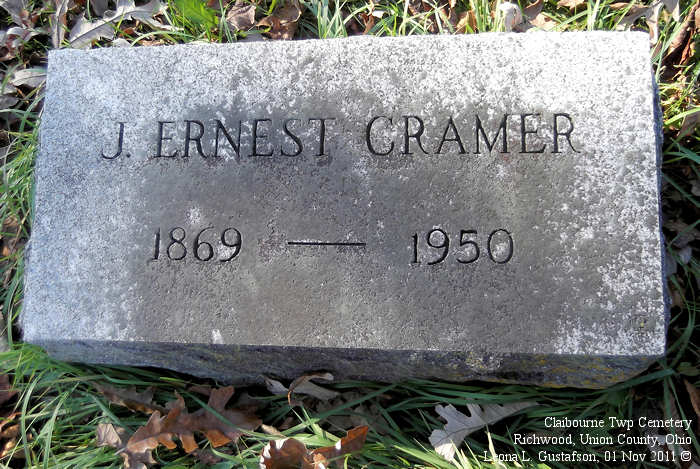 J. ERNEST CRAMER
1869 — 1950
Claibourne Twp Cemetery
Richwood, Union County, Ohio
Leona L. Gustafson, 01 Nov 2011 ©